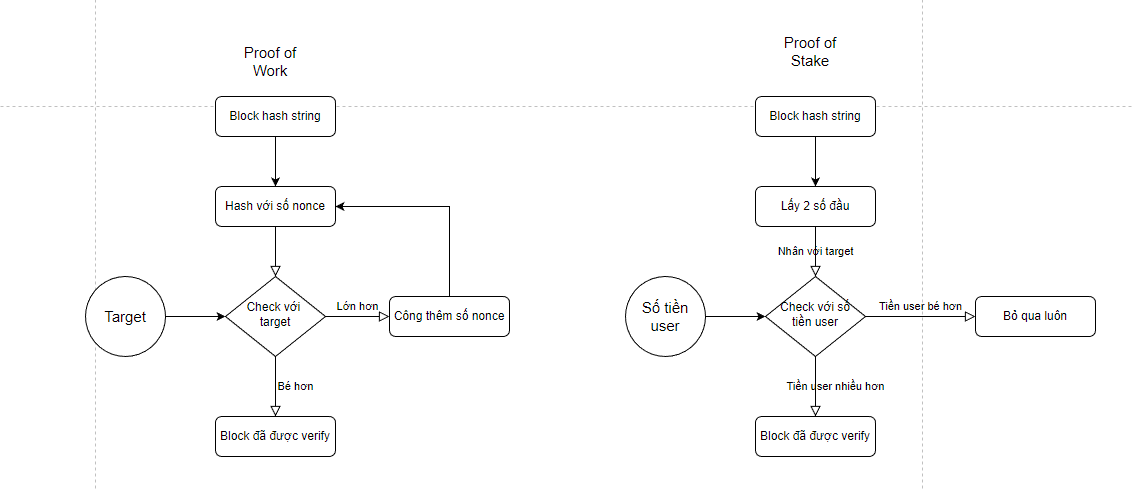 Proof of
Work
Block hash string
Hash với số nonce
Target
Check với
target
Lớn hơn
Công thêm số nonce
Bé hơn
Block đã được verify
Proof of
Stake
Block hash string
Lấy 2 số đầu
Nhân với target
Số tiền
user
Check với số
tiền user
Tiền user bé hơn
Bỏ qua luôn
Tiền user nhiều hơn
Block đã được verify